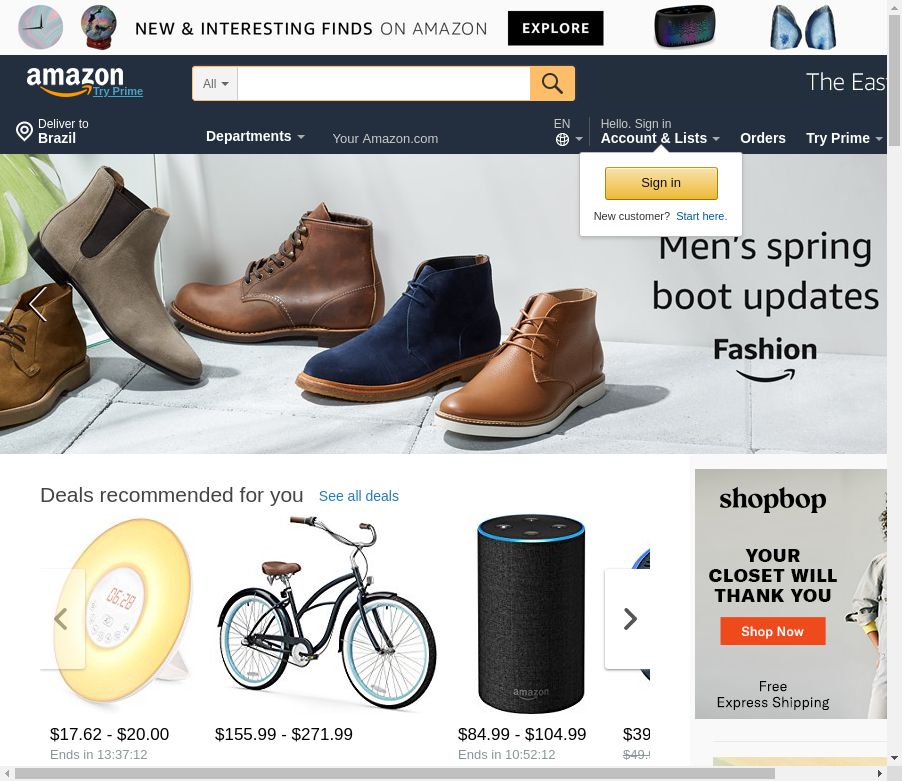 NEW & INTERESTING FINDS ON AMAZON EXPLORE
amazon
Try Prime
All
The Eas
Deliver to
Brazil
Departments
Your Amazon.com
EN
Hello. Sign in
Account & Lists
Orders
Try Prime
Sign in
New customer? Start here.
Men's spring
boot updates
Fashion
Deals recommended for you See all deals
06:28
amazon
$17.62 - $20.00
Ends in 13:37:12
$155.99 - $271.99
$84.99 - $104.99
Ends in 10:52:12
$39
$49.9
shopbop
YOUR
CLOSET WILL
THANK YOU
Shop Now
Free
Express Shipping